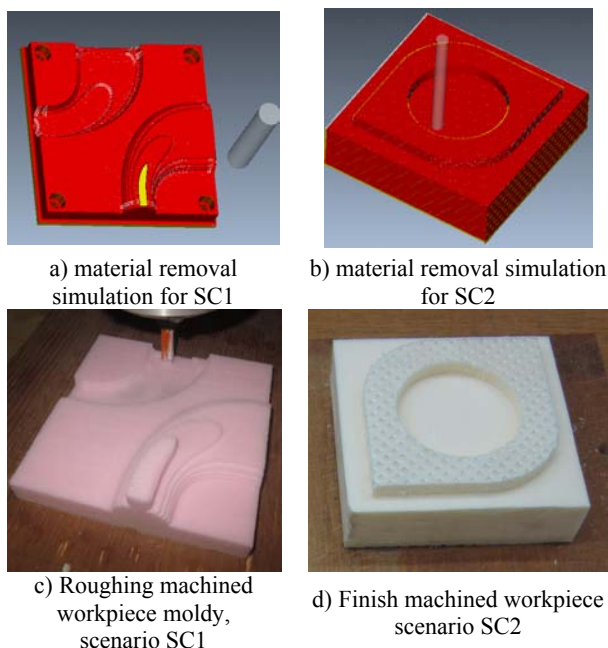 a) material removal
simulation for SC1
b) material removal simulation
for SC2
c) Roughing machined
workpiece moldy,
scenario SC1
d) Finish machined workpiece
scenario SC2